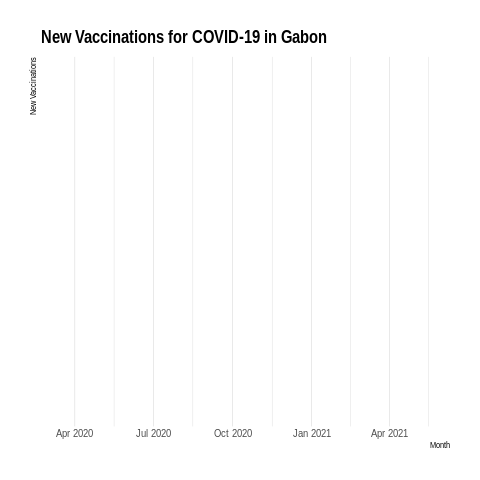 New Vaccinations for COVID-19 in Gabon
New Vaccinations
Apr 2020 Jul 2020 Oct 2020 Jan 2021 Apr 2021
Month